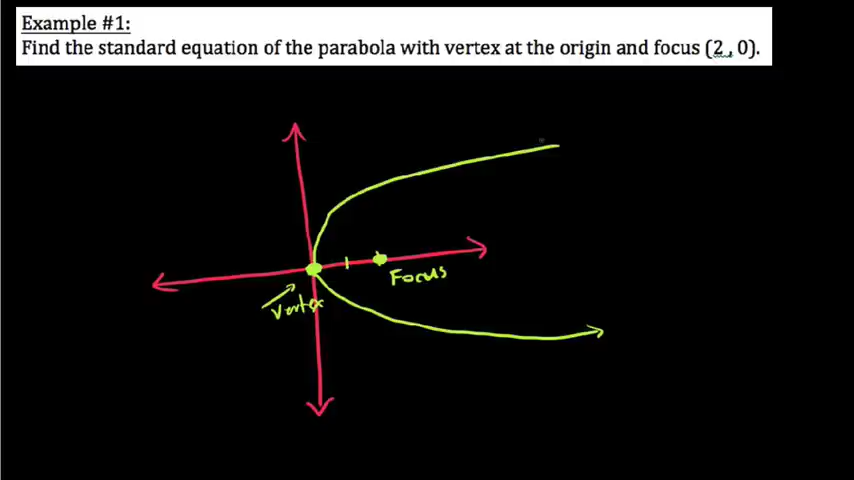 Example #1:
Find the standard equation of the parabola with vertex at the origin and focus (2 , 0).
Focus
Vertex